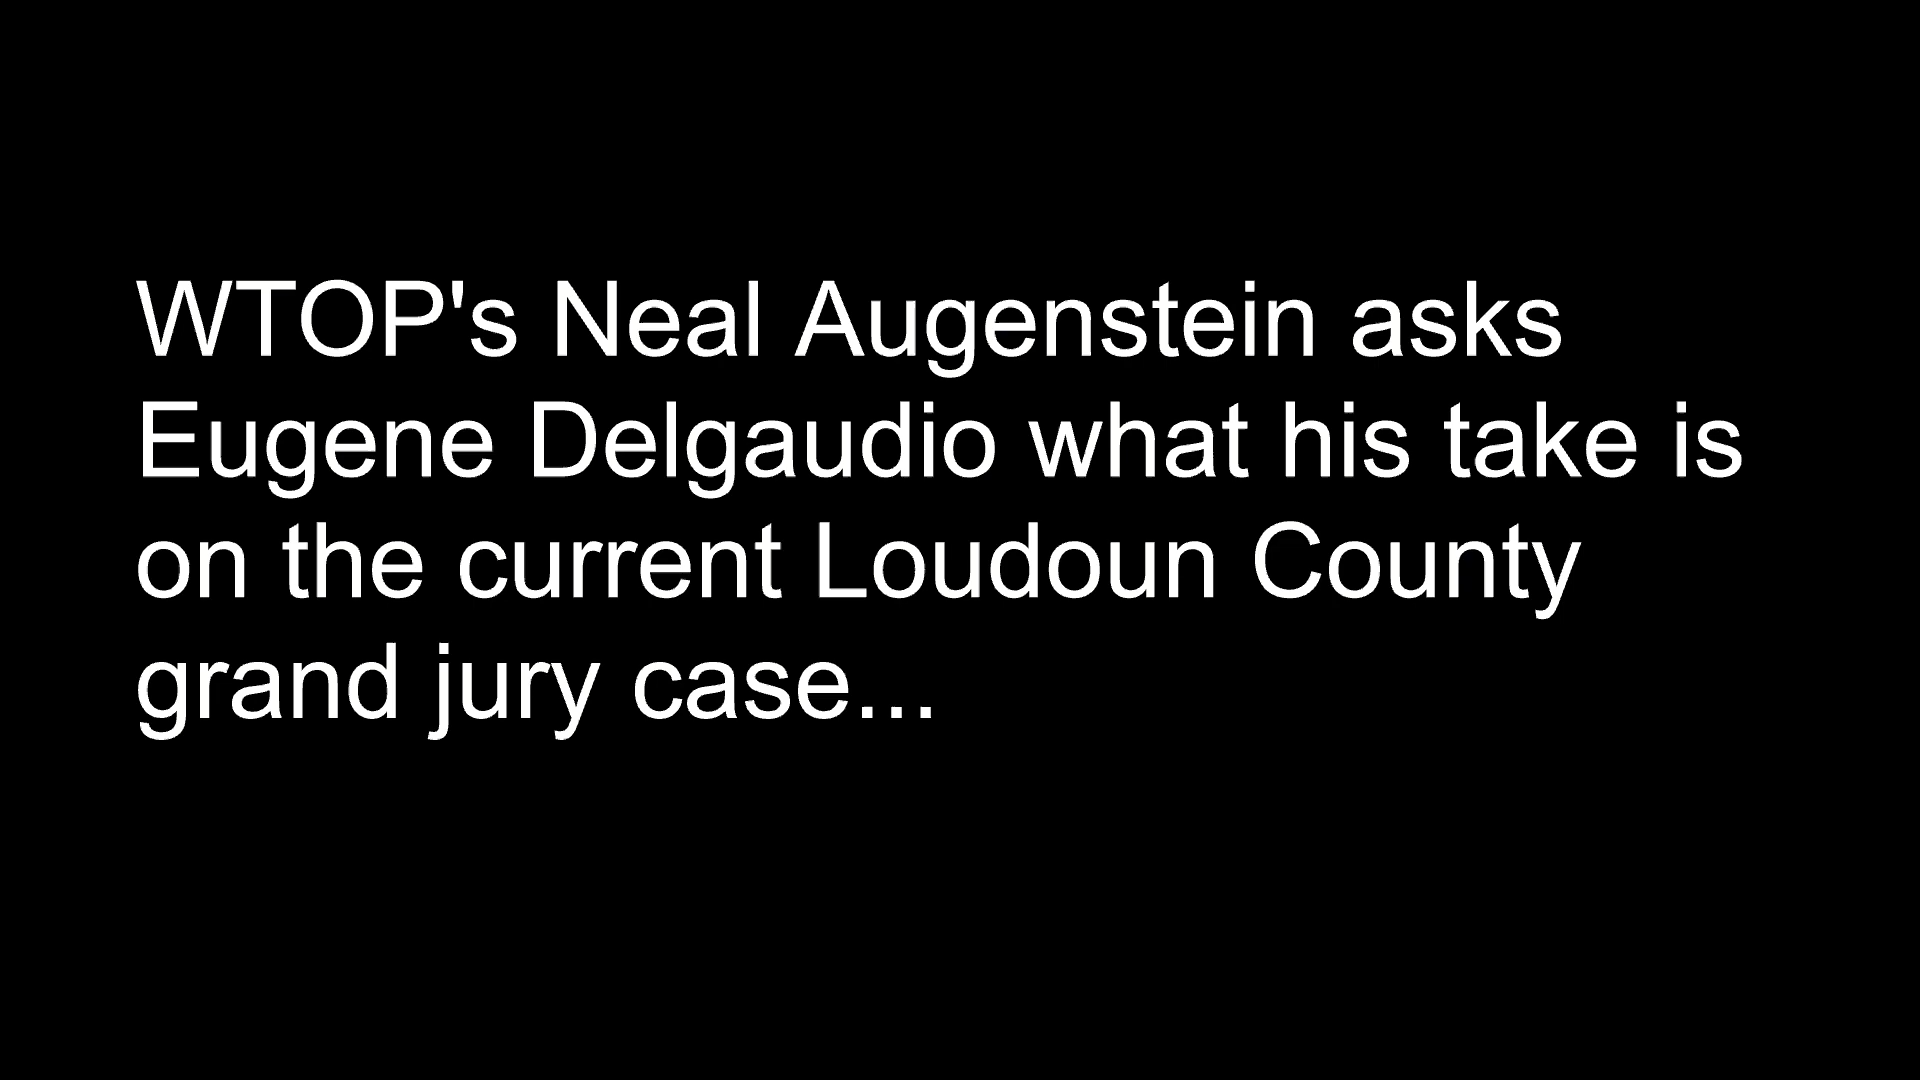 WTOP's Neal Augenstein asks
Eugene Delgaudio what his take is
on the current Loudoun County
grand jury case...